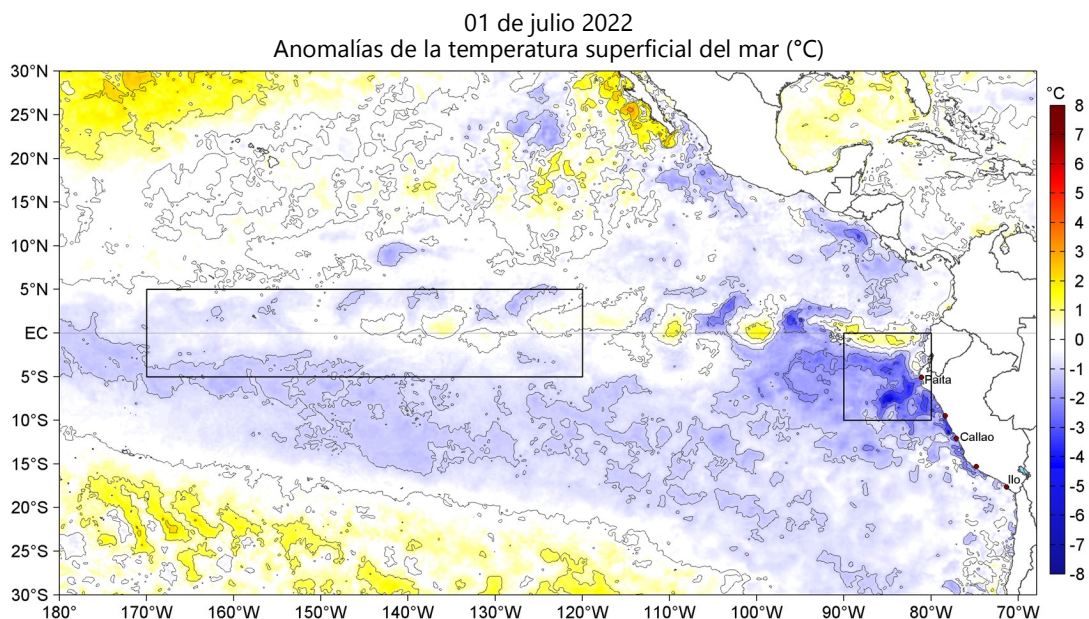 01 de julio 2022
Anomalías de la temperatura superficial del mar (°C)
30°N
25°N
20°N
15°N
10°N
5°N
EC
5°S
10°S
15°S
20°S
25°S
30°S
180 170°W 160°W 150°W 140°W 130°W 120°W 110°W 100°W 90°W 80°W 70°W
Paita
Callao
Ilo
°C
8
7
6
5
4
3
2
1
0
-1
-2
-3
-4
-5
-6
-7
-8